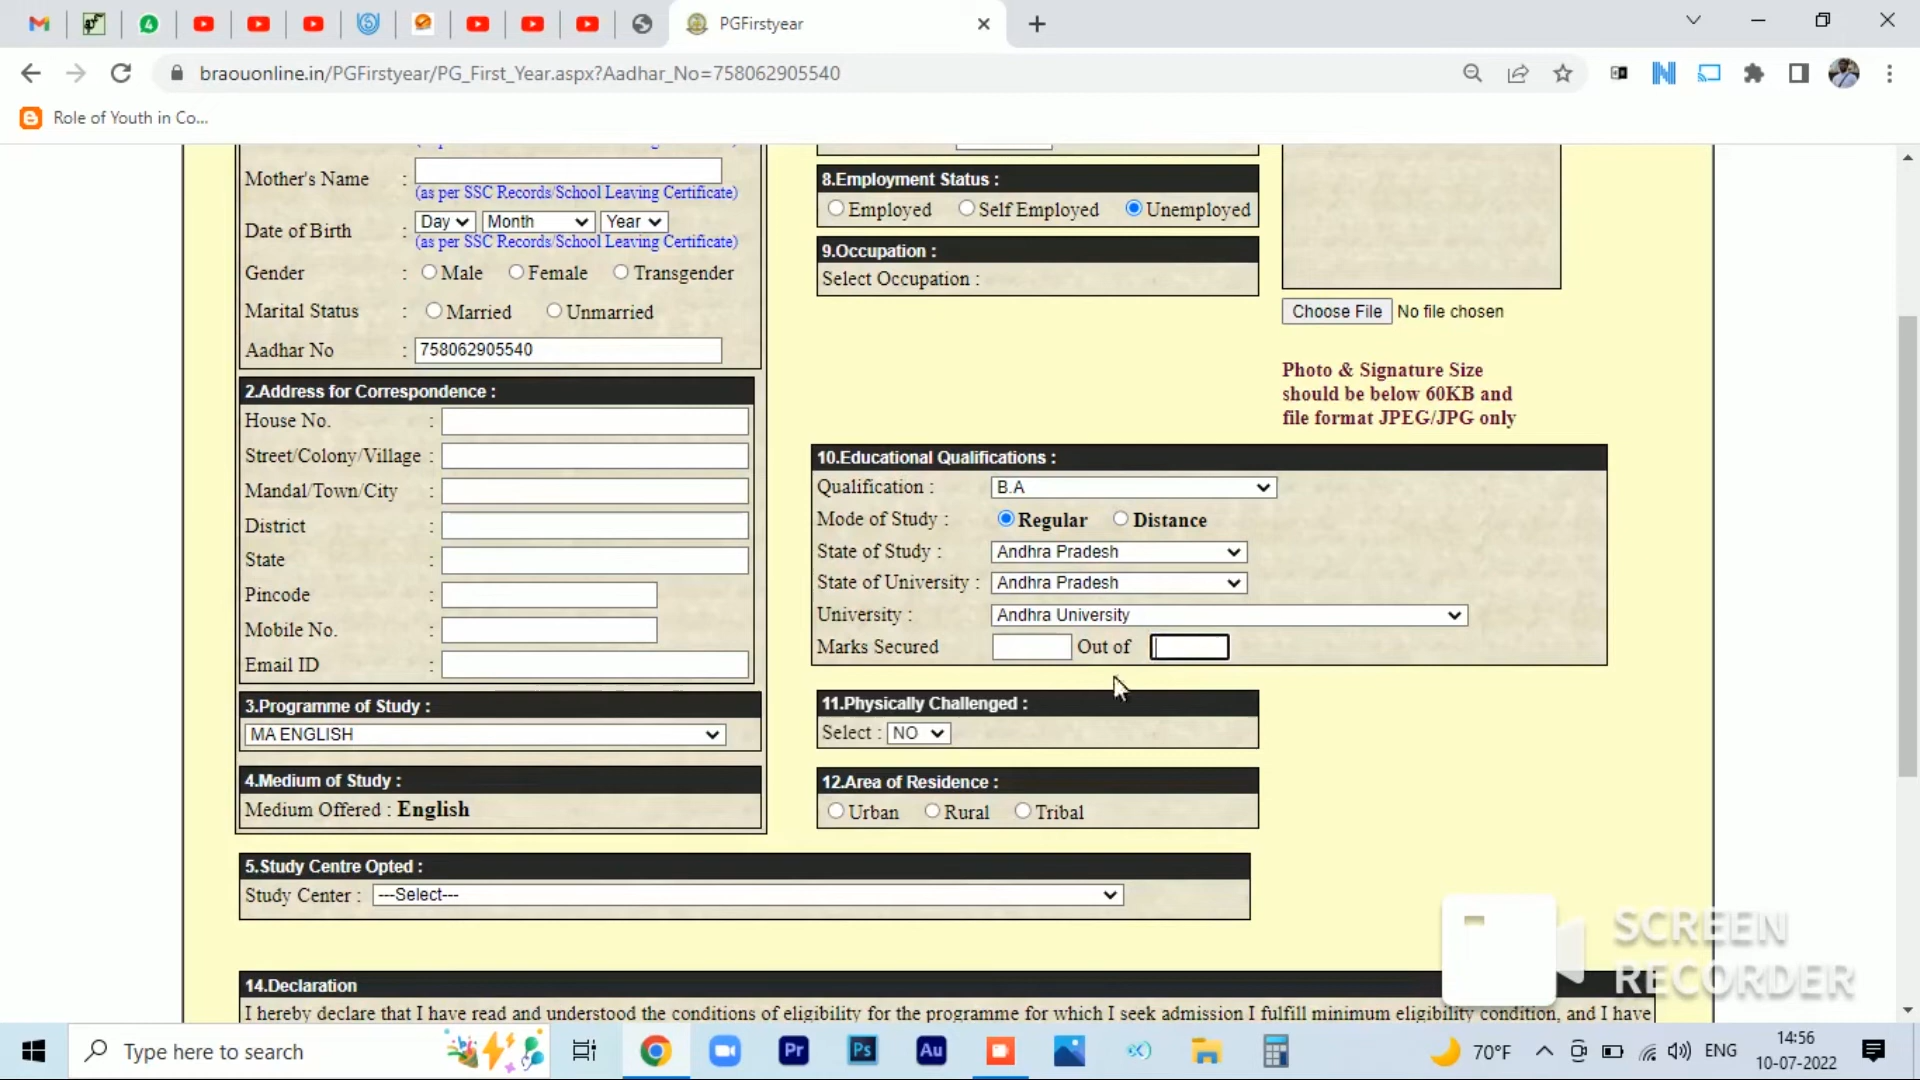 PGFirstyear
braouonline.in/PGFirstyear/PG_First_Year.aspx?Aadhar_No=758062905540
Role of Youth in Co...
Mother's Name :
(as per SSC Records/School Leaving Certificate)
Date of Birth : Day Month Year
(as per SSC Records/School Leaving Certificate)
Gender : Male Female Transgender
Marital Status : Married Unmarried
Aadhar No : 758062905540
2.Address for Correspondence :
House No. :
Street/Colony/Village :
Mandal/Town/City :
District :
State :
Pincode :
Mobile No. :
Email ID :
3.Programme of Study :
MA ENGLISH
4.Medium of Study :
Medium Offered : English
5.Study Centre Opted :
Study Center : ---Select---
8.Employment Status :
Employed Self Employed Unemployed
9.Occupation :
Select Occupation :
Choose File No file chosen
Photo & Signature Size
should be below 60KB and
file format JPEG/JPG only
10.Educational Qualifications :
Qualification : B.A
Mode of Study : Regular Distance
State of Study : Andhra Pradesh
State of University : Andhra Pradesh
University : Andhra University
Marks Secured Out of
11.Physically Challenged :
Select : NO
12.Area of Residence :
Urban Rural Tribal
14.Declaration
I hereby declare that I have read and understood the conditions of eligibility for the programme for which I seek admission I fulfill minimum eligibility condition, and I have
SCREEN
RECORDER
Type here to search
Pr Ps Au
70°F
ENG
14:56
10-07-2022